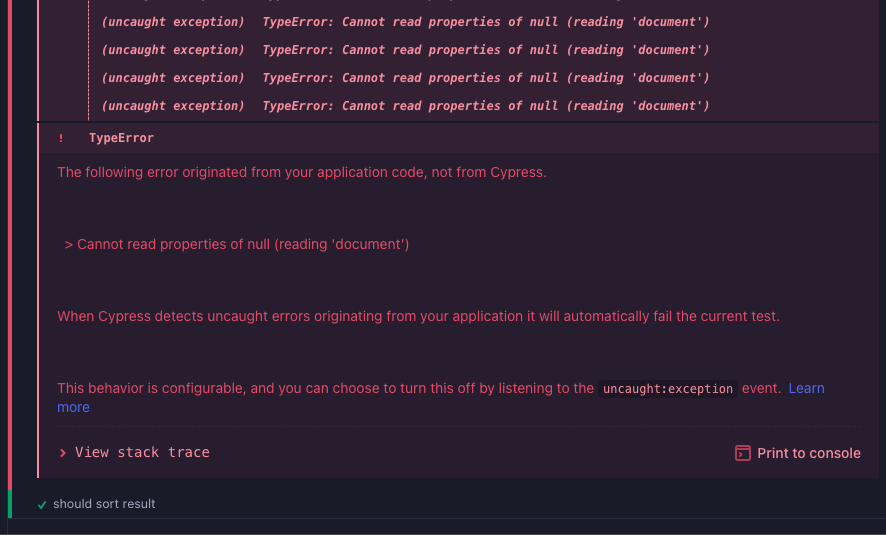 (uncaught exception) TypeError: Cannot read properties of null (reading 'document')
(uncaught exception) TypeError: Cannot read properties of null (reading 'document')
(uncaught exception) TypeError: Cannot read properties of null (reading 'document')
(uncaught exception) TypeError: Cannot read properties of null (reading 'document')
! TypeError
The following error originated from your application code, not from Cypress.
> Cannot read properties of null (reading 'document')
When Cypress detects uncaught errors originating from your application it will automatically fail the current test.
This behavior is configurable, and you can choose to turn this off by listening to the uncaught:exception event. Learn
more
> View stack trace Print to console
should sort result